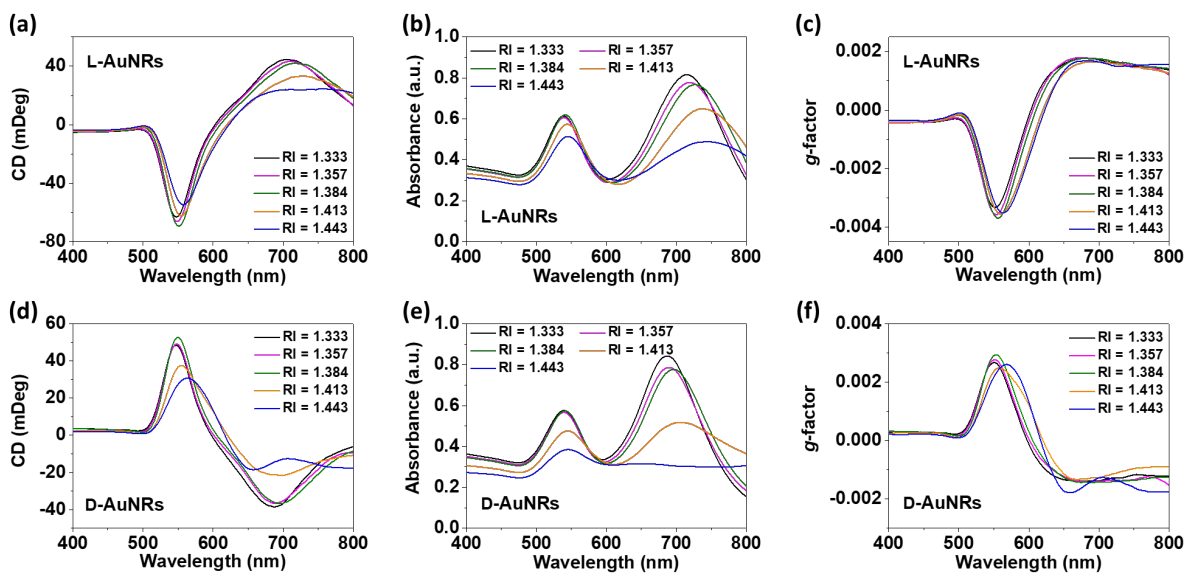 (a)
L-AuNRs
CD (mDeg)
40
0
-40
-80
RI = 1.333
RI = 1.357
RI = 1.384
RI = 1.413
RI = 1.443
400 500 600 700 800
Wavelength (nm)
(b)
RI = 1.333 RI = 1.357
RI = 1.384 RI = 1.413
RI = 1.443
Absorbance (a.u.)
1.0
0.8
0.6
0.4
0.2
0.0
L-AuNRs
400 500 600 700 800
Wavelength (nm)
(c)
L-AuNRs
g-factor
0.002
0.000
-0.002
-0.004
RI = 1.333
RI = 1.357
RI = 1.384
RI = 1.413
RI = 1.443
400 500 600 700 800
Wavelength (nm)
(d)
CD (mDeg)
60
40
20
0
-20
-40
RI = 1.333
RI = 1.357
RI = 1.384
RI = 1.413
RI = 1.443
D-AuNRs
400 500 600 700 800
Wavelength (nm)
(e)
RI = 1.333 RI = 1.357
RI = 1.384 RI = 1.413
RI = 1.443
Absorbance (a.u.)
1.0
0.8
0.6
0.4
0.2
0.0
D-AuNRs
400 500 600 700 800
Wavelength (nm)
(f)
g-factor
0.004
0.002
0.000
-0.002
RI = 1.333
RI = 1.357
RI = 1.384
RI = 1.413
RI = 1.443
D-AuNRs
400 500 600 700 800
Wavelength (nm)